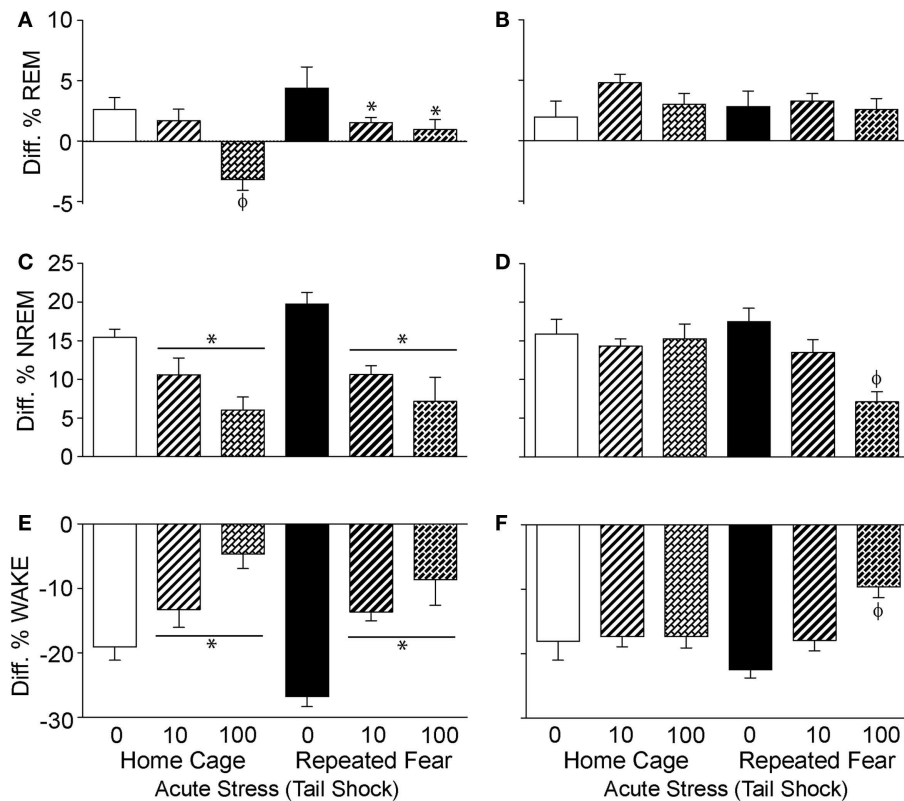 A
B
10
5
0
-5
Diff. % REM
*
*
ϕ
C
D
25
20
15
10
5
0
Diff. % NREM
*
*
ϕ
E
F
0
-10
-20
-30
Diff. % WAKE
*
*
ϕ
0 10 100 0 10 100
Home Cage Repeated Fear
Acute Stress (Tail Shock)
0 10 100 0 10 100
Home Cage Repeated Fear
Acute Stress (Tail Shock)